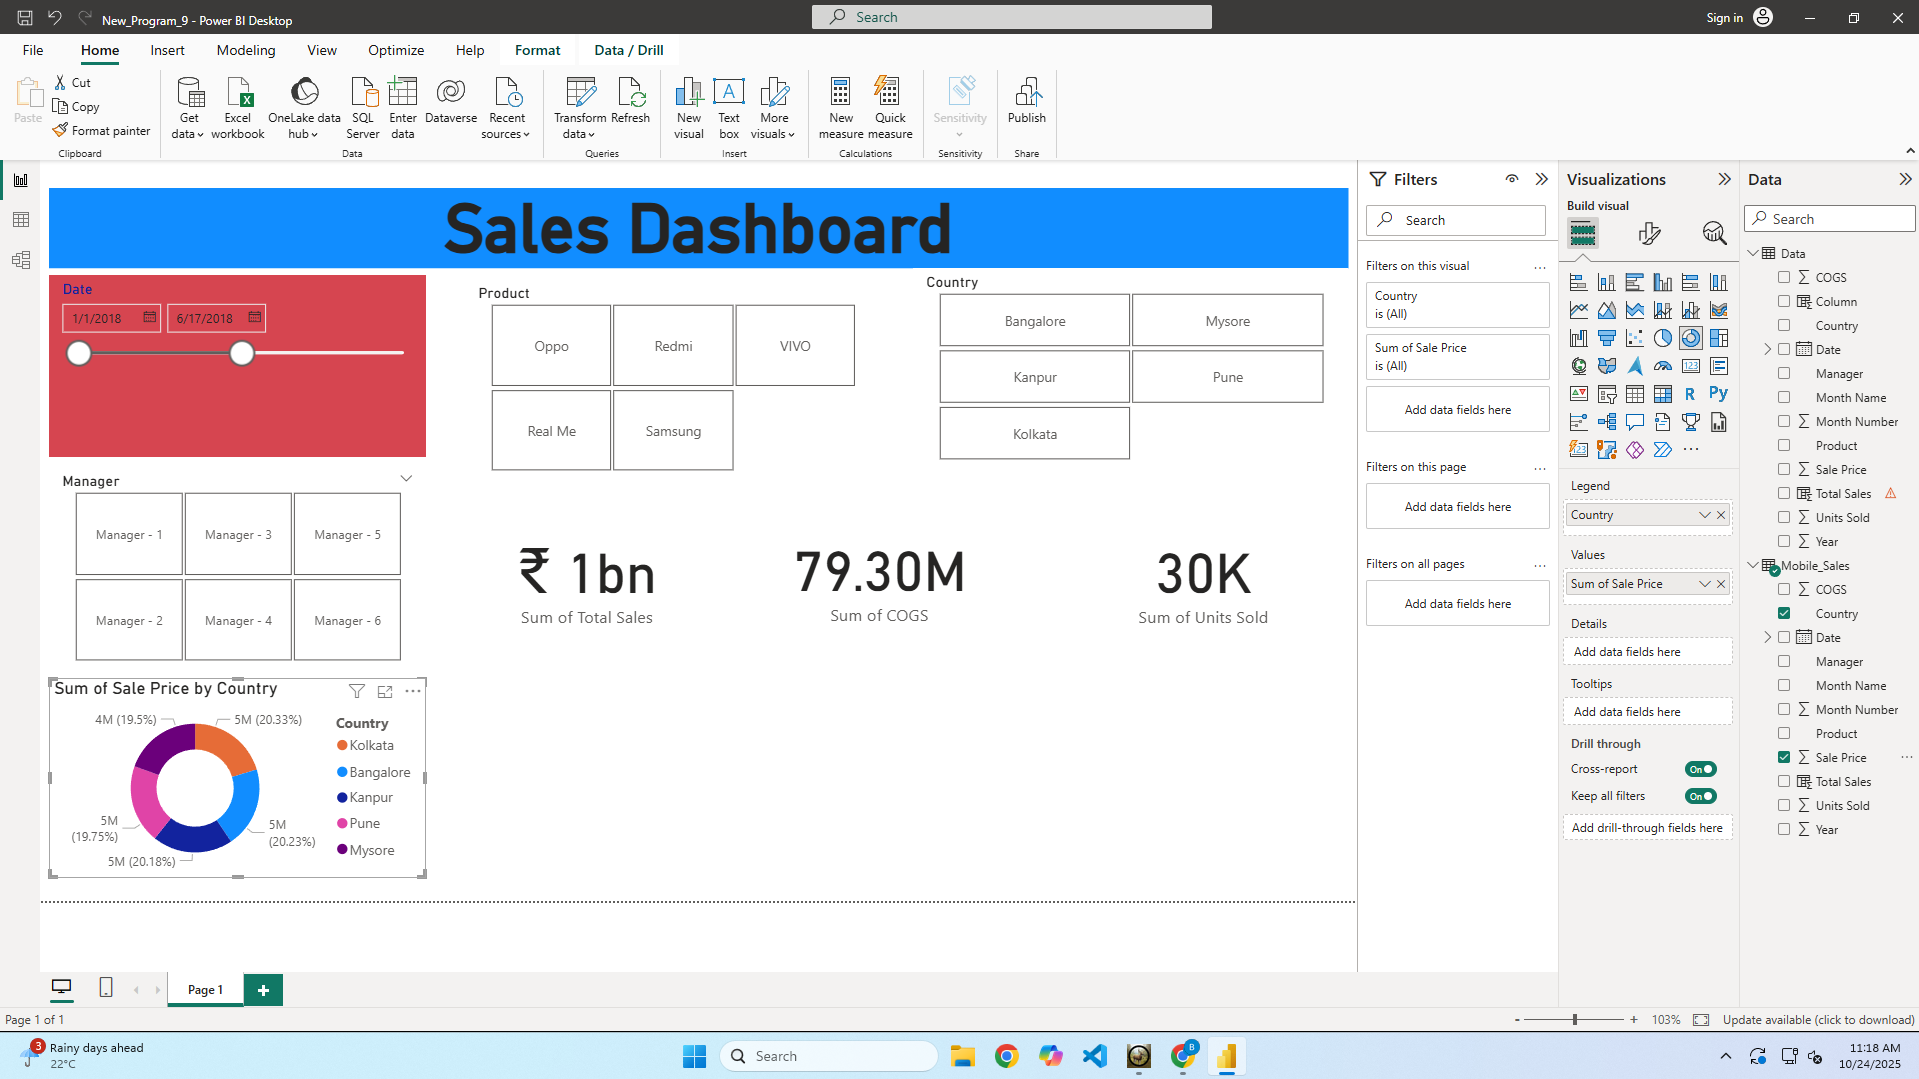 New_Program_9 - Power BI Desktop
Search
Sign in
File
Home
Insert
Modeling
View
Optimize
Help
Format
Data / Drill
Paste
Cut
Copy
Format painter
Clipboard
Get data
Excel workbook
OneLake data hub
SQL Server
Enter data
Dataverse
Recent sources
Data
Transform data
Refresh
Queries
New visual
Text box
More visuals
Insert
New measure
Quick measure
Calculations
Sensitivity
Sensitivity
Publish
Share
Sales Dashboard
Date
1/1/2018
6/17/2018
Product
Oppo
Redmi
VIVO
Real Me
Samsung
Country
Bangalore
Mysore
Kanpur
Pune
Kolkata
Manager
Manager - 1
Manager - 3
Manager - 5
Manager - 2
Manager - 4
Manager - 6
₹ 1bn
Sum of Total Sales
79.30M
Sum of COGS
30K
Sum of Units Sold
Sum of Sale Price by Country
4M (19.5%)
5M (20.33%)
5M
(19.75%)
5M
(20.23%)
5M (20.18%)
Country
Kolkata
Bangalore
Kanpur
Pune
Mysore
Filters
Search
Filters on this visual
Country
is (All)
Sum of Sale Price
is (All)
Add data fields here
Filters on this page
Add data fields here
Filters on all pages
Add data fields here
Visualizations
Build visual
R
Py
123
Legend
Country
Values
Sum of Sale Price
Details
Add data fields here
Tooltips
Add data fields here
Drill through
Cross-report
On
Keep all filters
On
Add drill-through fields here
Data
Search
Data
COGS
Column
Country
Date
Manager
Month Name
Month Number
Product
Sale Price
Total Sales
Units Sold
Year
Mobile_Sales
COGS
Country
Date
Manager
Month Name
Month Number
Product
Sale Price
Total Sales
Units Sold
Year
Page 1
Page 1 of 1
- + 103%
Update available (click to download)
3
Rainy days ahead
22°C
Search
B
11:18 AM
10/24/2025